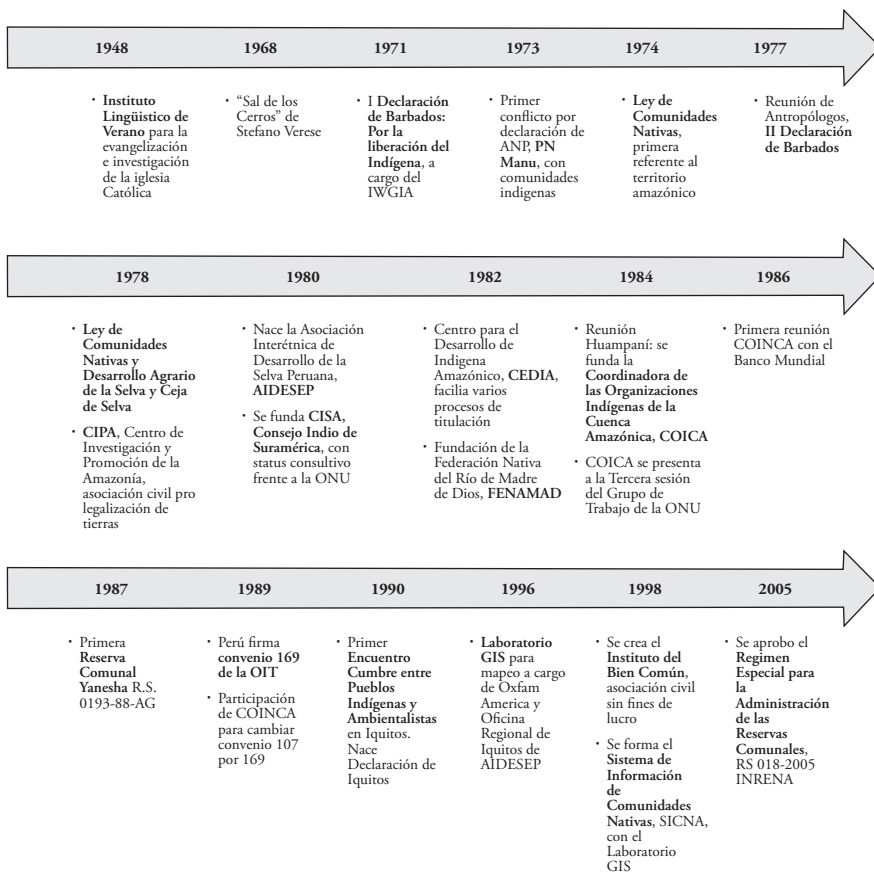 1948
1968
1971
1973
1974
1977
· Instituto
Lingüistico de
Verano para la
evangelización
e investigación
de la iglesia
Católica
· “Sal de los
Cerros” de
Stefano Verese
· I Declaración
de Barbados:
Por la
liberación del
Indígena, a
cargo del
IWGIA
· Primer
conflicto por
declaración de
ANP, PN
Manu, con
comunidades
indigenas
· Ley de
Comunidades
Nativas,
primera
referente al
territorio
amazónico
· Reunión de
Antropólogos,
II Declaración
de Barbados
1978
1980
1982
1984
1986
· Ley de
Comunidades
Nativas y
Desarrollo Agrario
de la Selva y Ceja
de Selva
· CIPA, Centro de
Investigación y
Promoción de la
Amazonía,
asociación civil pro
legalización de
tierras
· Nace la Asociación
Interétnica de
Desarrollo de la
Selva Peruana,
AIDESEP
· Se funda CISA,
Consejo Indio de
Suramérica, con
status consultivo
frente a la ONU
· Centro para el
Desarrollo de
Indigena
Amazónico, CEDIA,
facilia varios
procesos de
titulación
· Fundación de la
Federación Nativa
del Río de Madre
de Dios, FENAMAD
· Reunión
Huampaní: se
funda la
Coordinadora de
las Organizaciones
Indígenas de la
Cuenca
Amazónica, COICA
· COICA se presenta
a la Tercera sesión
del Grupo de
Trabajo de la ONU
· Primera reunión
COINCA con el
Banco Mundial
1987
1989
1990
1996
1998
2005
· Primera
Reserva
Comunal
Yanesha R.S.
0193-88-AG
· Perú firma
convenio 169
de la OIT
· Participación
de COINCA
para cambiar
convenio 107
por 169
· Primer
Encuentro
Cumbre entre
Pueblos
Indígenas y
Ambientalistas
en Iquitos.
Nace
Declaración de
Iquitos
· Laboratorio
GIS para
mapeo a cargo
de Oxfam
America y
Oficina
Regional de
Iquitos de
AIDESEP
· Se crea el
Instituto del
Bien Común,
asociación civil
sin fines de
lucro
· Se forma el
Sistema de
Información
de
Comunidades
Nativas, SICNA,
con el
Laboratorio
GIS
· Se aprobo el
Regimen
Especial para
la
Administración
de las
Reservas
Comunales,
RS 018-2005
INRENA